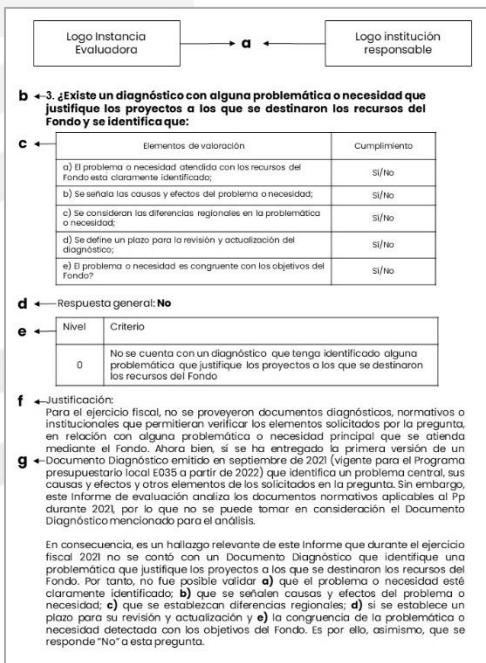 Logo Instancia
Evaluadora
a
Logo institución
responsable
b
3. ¿Existe un diagnóstico con alguna problemática o necesidad que
justifique los proyectos a los que se destinaron los recursos del
Fondo y se identifica que:
c
Elementos de valoración Cumplimiento
a) El problema o necesidad atendida con los recursos del
Fondo está claramente identificado; Sí/No
b) Se señala las causas y efectos del problema o necesidad; Sí/No
c) Se consideran las diferencias regionales en la problemática
o necesidad; Sí/No
d) Se define un plazo para la revisión y actualización del
diagnóstico; Sí/No
e) El problema o necesidad es congruente con los objetivos del
Fondo? Sí/No
d
Respuesta general: No
e
Nivel Criterio
0
No se cuenta con un diagnóstico que tenga identificado alguna
problemática que justifique los proyectos a los que se destinaron
los recursos del Fondo
f
Justificación:
Para el ejercicio fiscal, no se proveyeron documentos diagnósticos, normativos o
institucionales que permitieran verificar los elementos solicitados por la pregunta,
en relación con alguna problemática o necesidad principal que se atienda
mediante el Fondo. Ahora bien, si se ha entregado la primera versión de un
g
Documento Diagnóstico emitido en septiembre de 2021 (vigente para el Programa
presupuestario local E035 a partir de 2022) que identifica un problema central, sus
causas y efectos y otros elementos de los solicitados en la pregunta. Sin embargo,
este Informe de evaluación analiza los documentos normativos aplicables al Pp
durante 2021, por lo que no se puede tomar en consideración el Documento
Diagnóstico mencionado para el análisis.
En consecuencia, es un hallazgo relevante de este Informe que durante el ejercicio
fiscal 2021 no se contó con un Documento Diagnóstico que identifique una
problemática que justifique los proyectos a los que se destinaron los recursos del
Fondo. Por tanto, no fue posible validar a) que el problema o necesidad esté
claramente identificado; b) que se señalen causas y efectos del problema o
necesidad; c) que se establezcan diferencias regionales; d) si se establece un
plazo para su revisión y actualización y e) la congruencia de la problemática o
necesidad detectada con los objetivos del Fondo. Es por ello, asimismo, que se
responde "No" a esta pregunta.